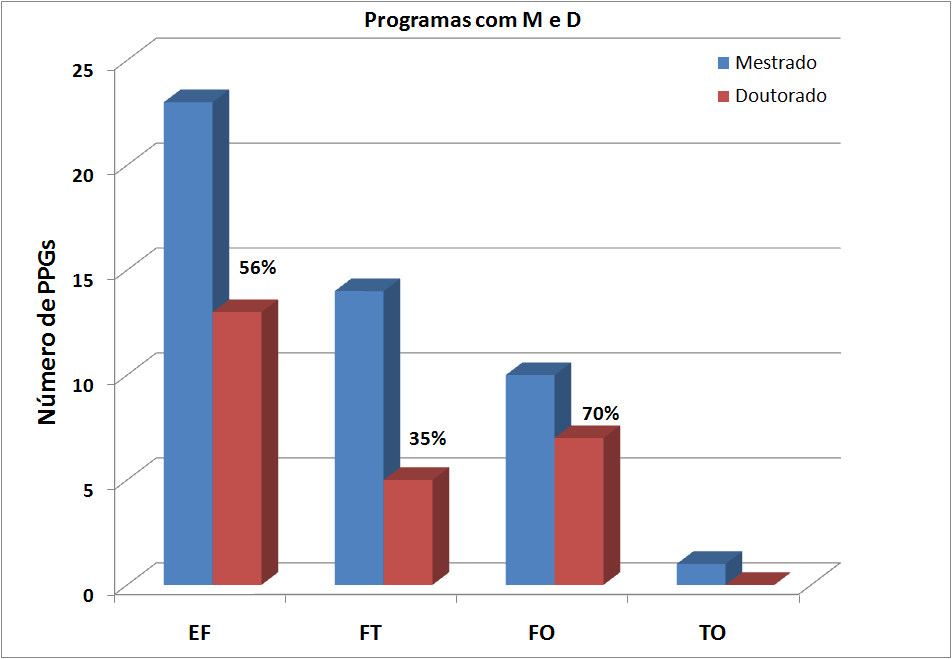 Programas com M e D
Mestrado
Doutorado
Número de PPGs
25
20
15
10
5
0
56%
35%
70%
EF
FT
FO
TO